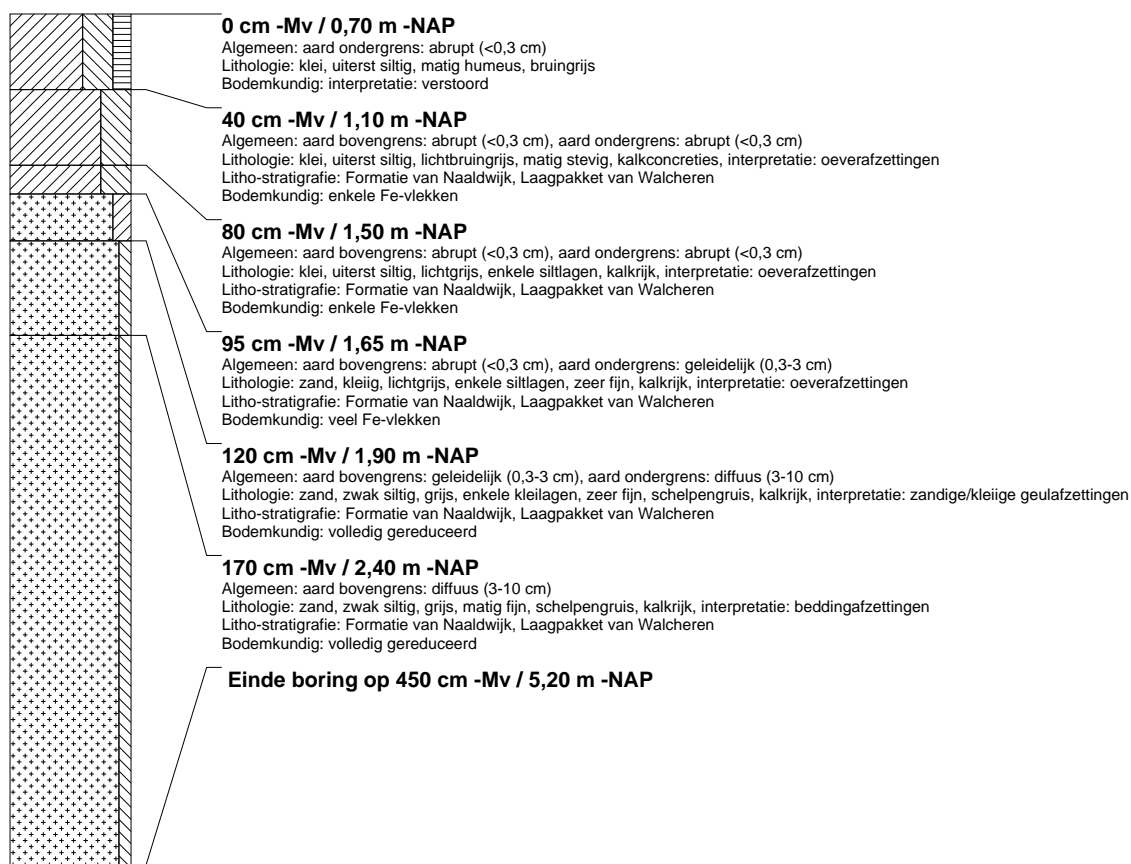 0 cm -Mv / 0,70 m -NAP
Algemeen: aard ondergrens: abrupt (<0,3 cm)
Lithologie: klei, uiterst siltig, matig humeus, bruingrijs
Bodemkundig: interpretatie: verstoord
40 cm -Mv / 1,10 m -NAP
Algemeen: aard bovengrens: abrupt (<0,3 cm), aard ondergrens: abrupt (<0,3 cm)
Lithologie: klei, uiterst siltig, lichtbruingrijs, matig stevig, kalkconcreties, interpretatie: oeverafzettingen
Litho-stratigrafie: Formatie van Naaldwijk, Laagpakket van Walcheren
Bodemkundig: enkele Fe-vlekken
80 cm -Mv / 1,50 m -NAP
Algemeen: aard bovengrens: abrupt (<0,3 cm), aard ondergrens: abrupt (<0,3 cm)
Lithologie: klei, uiterst siltig, lichtgrijs, enkele siltlagen, kalkrijk, interpretatie: oeverafzettingen
Litho-stratigrafie: Formatie van Naaldwijk, Laagpakket van Walcheren
Bodemkundig: enkele Fe-vlekken
95 cm -Mv / 1,65 m -NAP
Algemeen: aard bovengrens: abrupt (<0,3 cm), aard ondergrens: geleidelijk (0,3-3 cm)
Lithologie: zand, kleiig, lichtgrijs, enkele siltlagen, zeer fijn, kalkrijk, interpretatie: oeverafzettingen
Litho-stratigrafie: Formatie van Naaldwijk, Laagpakket van Walcheren
Bodemkundig: veel Fe-vlekken
120 cm -Mv / 1,90 m -NAP
Algemeen: aard bovengrens: geleidelijk (0,3-3 cm), aard ondergrens: diffuus (3-10 cm)
Lithologie: zand, zwak siltig, grijs, enkele kleilagen, zeer fijn, schelpengruis, kalkrijk, interpretatie: zandige/kleiige geulafzettingen
Litho-stratigrafie: Formatie van Naaldwijk, Laagpakket van Walcheren
Bodemkundig: volledig gereduceerd
170 cm -Mv / 2,40 m -NAP
Algemeen: aard bovengrens: diffuus (3-10 cm)
Lithologie: zand, zwak siltig, grijs, matig fijn, schelpengruis, kalkrijk, interpretatie: beddingafzettingen
Litho-stratigrafie: Formatie van Naaldwijk, Laagpakket van Walcheren
Bodemkundig: volledig gereduceerd
Einde boring op 450 cm -Mv / 5,20 m -NAP